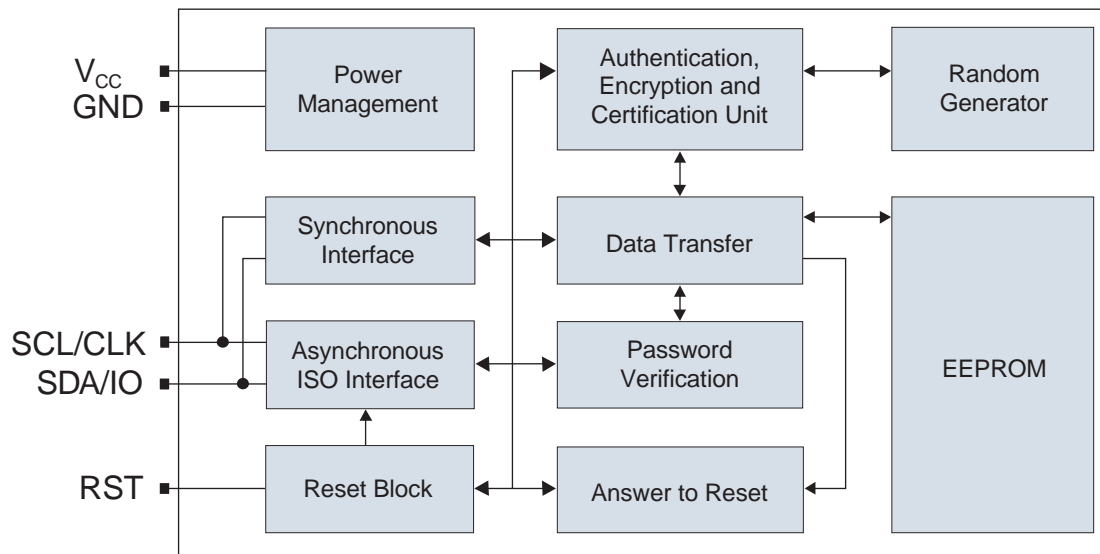 V_CC
GND
Power
Management
Authentication,
Encryption and
Certification Unit
Random
Generator
Synchronous
Interface
Data Transfer
SCL/CLK
SDA/IO
Asynchronous
ISO Interface
Password
Verification
EEPROM
RST
Reset Block
Answer to Reset